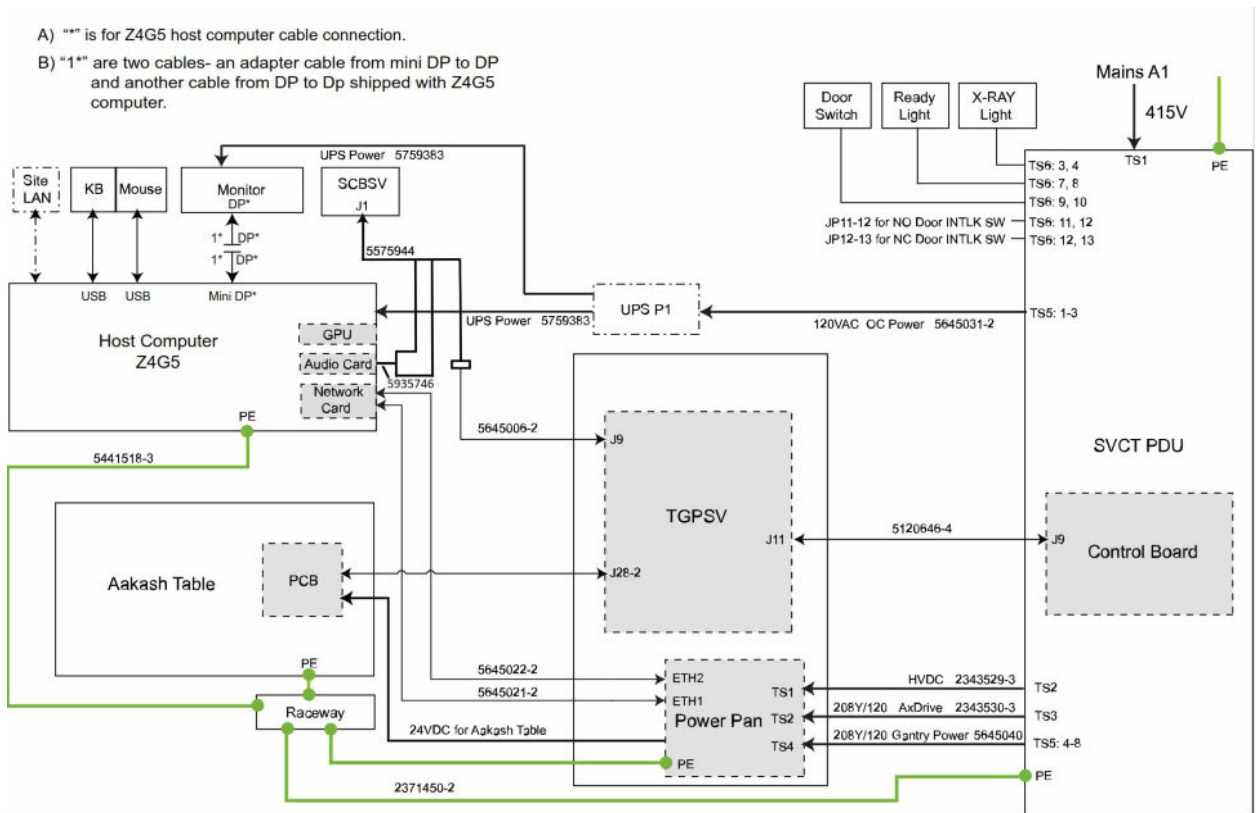 A) "*" is for Z4G5 host computer cable connection.
B) "1*" are two cables- an adapter cable from mini DP to DP
and another cable from DP to Dp shipped with Z4G5
computer.
Mains A1
415V
Door
Switch
Ready
Light
X-RAY
Light
TS1
PE
TS6: 3, 4
TS6: 7, 8
TS6: 9, 10
JP11-12 for NO Door INTLK SW
TS6: 11, 12
JP12-13 for NC Door INTLK SW
TS6: 12, 13
UPS Power 5759383
Site
LAN
KB
Mouse
Monitor
DP*
SCBSV
J1
1*
DP*
1*
DP*
5575944
USB
USB
Mini DP*
Host Computer
Z4G5
GPU
Audio Card
Network
Card
PE
UPS Power 5759383
UPS P1
120VAC OC Power 5645031-2
TS5: 1-3
5935746
5441518-3
5645006-2
J9
TGPSV
J11
J28-2
5120646-4
SVCT PDU
J9
Control Board
Aakash Table
PCB
PE
Raceway
5645022-2
5645021-2
24VDC for Aakash Table
ETH2
ETH1
Power Pan
TS1
TS2
TS4
PE
HVDC 2343529-3
TS2
208Y/120 AxDrive 2343530-3
TS3
208Y/120 Gantry Power 5645040
TS5: 4-8
PE
2371450-2